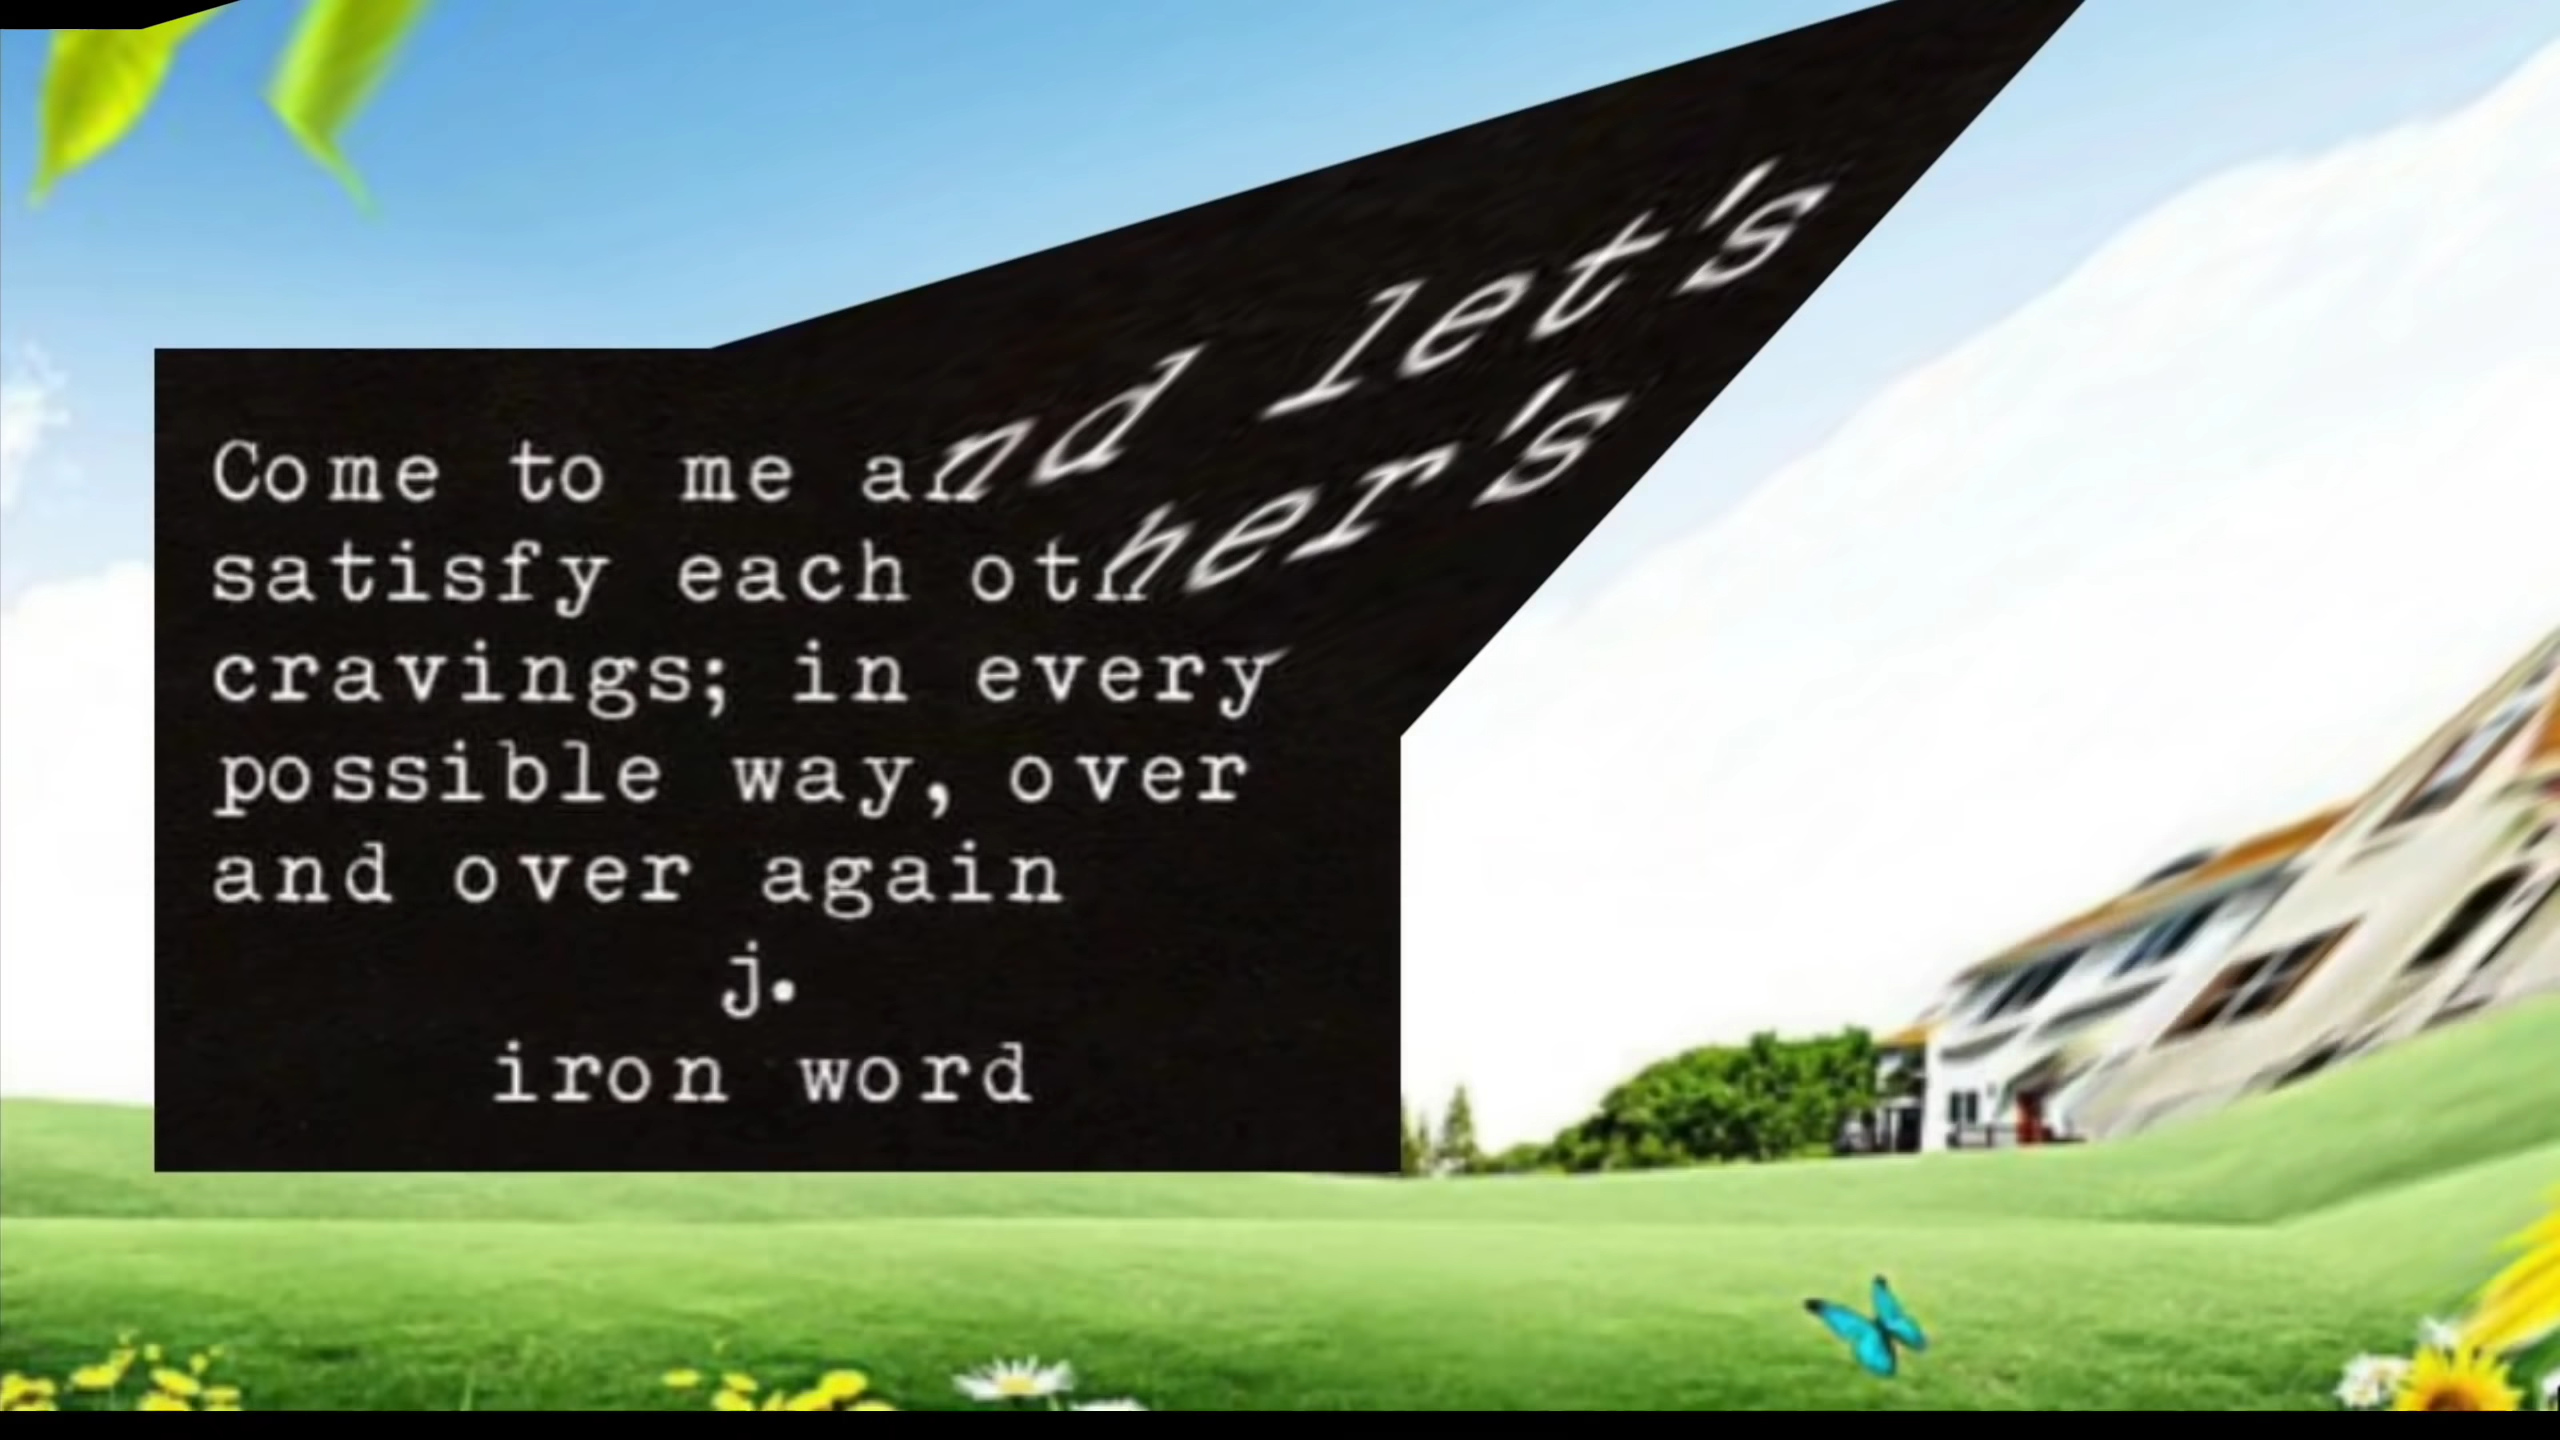 Come to me and let's
satisfy each other's
cravings; in every
possible way, over
and over again
j.
iron word